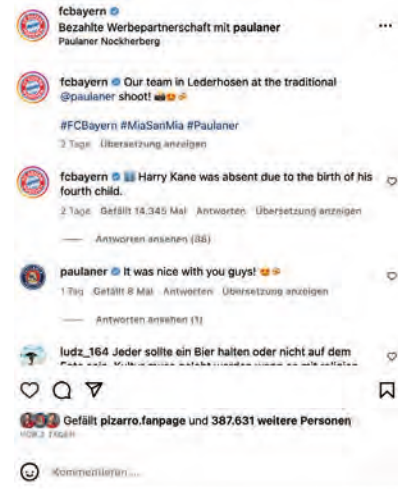 fcbayern
Bezahlte Werbepartnerschaft mit paulaner
Paulaner Nockherberg
fcbayern Our team in Lederhosen at the traditional
@paulaner shoot! 📸😍🍻
#FCBayern #MiaSanMia #Paulaner
2 Tage Übersetzung anzeigen
fcbayern Harry Kane was absent due to the birth of his
fourth child.
2 Tage Gefällt 14.345 Mal Antworten Übersetzung anzeigen
Antworten ansehen (86)
paulaner It was nice with you guys!
1 Tag Gefällt 8 Mal Antworten Übersetzung anzeigen
Antworten ansehen (1)
ludz_164 Jeder sollte ein Bier halten oder nicht auf dem
Gefällt pizarro.fanpage und 387.631 weitere Personen
VOR 2 TAGEN
Kommentieren ...